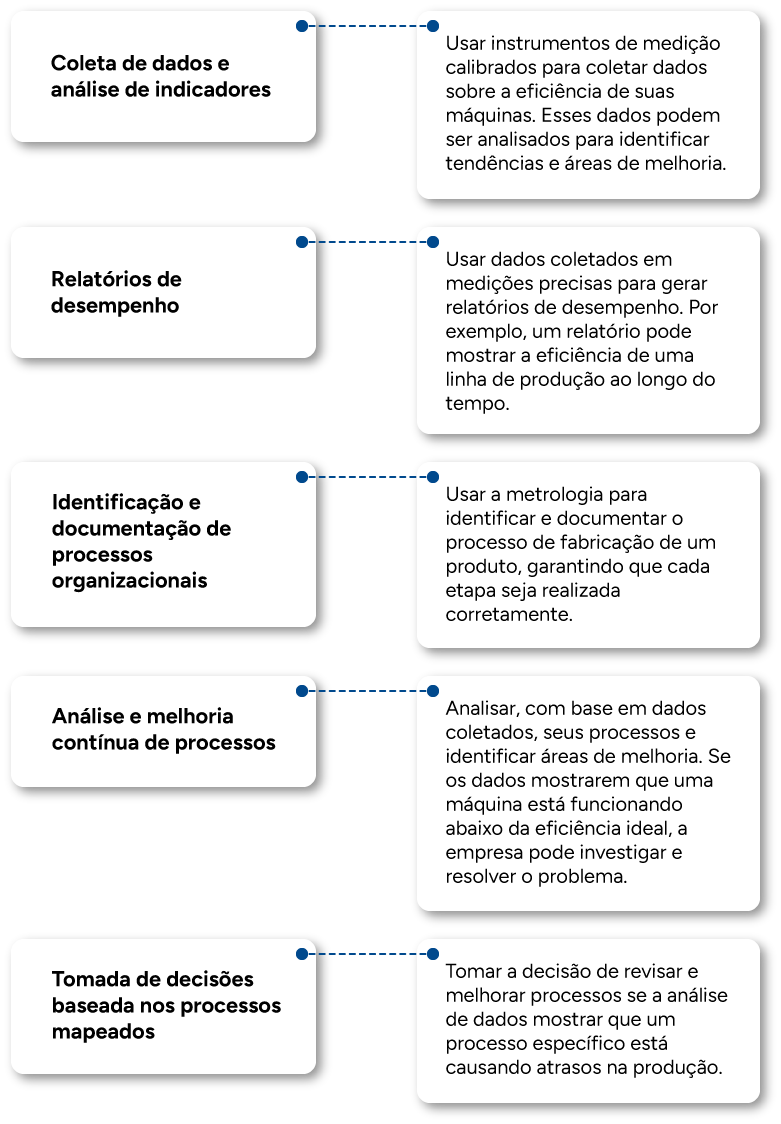 Coleta de dados e
análise de indicadores
Usar instrumentos de medição
calibrados para coletar dados
sobre a eficiência de suas
máquinas. Esses dados podem
ser analisados para identificar
tendências e áreas de melhoria.
Relatórios de
desempenho
Usar dados coletados em
medições precisas para gerar
relatórios de desempenho. Por
exemplo, um relatório pode
mostrar a eficiência de uma
linha de produção ao longo do
tempo.
Identificação e
documentação de
processos
organizacionais
Usar a metrologia para
identificar e documentar o
processo de fabricação de um
produto, garantindo que cada
etapa seja realizada
corretamente.
Análise e melhoria
contínua de processos
Analisar, com base em dados
coletados, seus processos e
identificar áreas de melhoria. Se
os dados mostrarem que uma
máquina está funcionando
abaixo da eficiência ideal, a
empresa pode investigar e
resolver o problema.
Tomada de decisões
baseada nos processos
mapeados
Tomar a decisão de revisar e
melhorar processos se a análise
de dados mostrar que um
processo específico está
causando atrasos na produção.